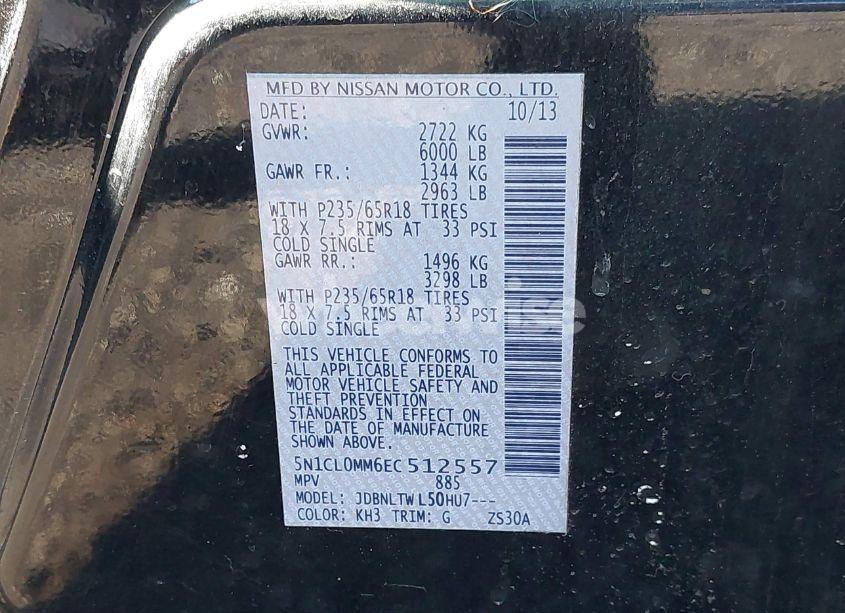 MFD BY NISSAN MOTOR CO., LTD.
DATE: 10/13
GVWR: 2722 KG
6000 LB
GAWR FR.: 1344 KG
2963 LB
WITH P235/65R18 TIRES
18 X 7.5 RIMS AT 33 PSI
COLD SINGLE
GAWR RR.: 1496 KG
3298 LB
WITH P235/65R18 TIRES
18 X 7.5 RIMS AT 33 PSI
COLD SINGLE
THIS VEHICLE CONFORMS TO
ALL APPLICABLE FEDERAL
MOTOR VEHICLE SAFETY AND
THEFT PREVENTION
STANDARDS IN EFFECT ON
THE DATE OF MANUFACTURE
SHOWN ABOVE.
5N1CL0MM6EC512557
MPV 885
MODEL: JDBNLTWL50HU7---
COLOR: KH3 TRIM: G ZS30A